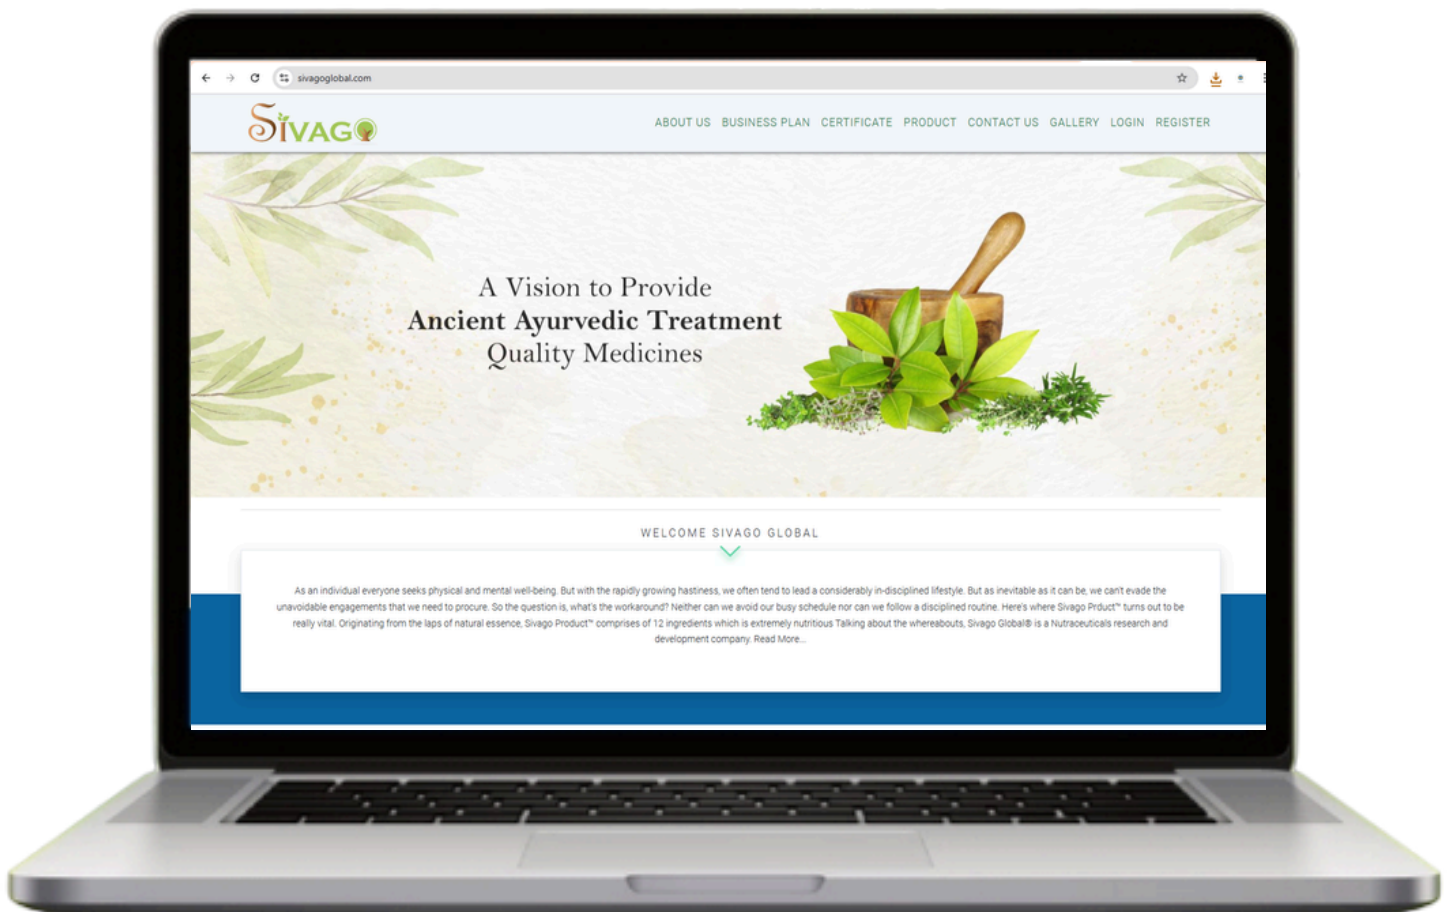 sivagoglobal.com
SIVAGO
ABOUT US BUSINESS PLAN CERTIFICATE PRODUCT CONTACT US GALLERY LOGIN REGISTER
A Vision to Provide
Ancient Ayurvedic Treatment
Quality Medicines
WELCOME SIVAGO GLOBAL
As an individual everyone seeks physical and mental well-being. But with the rapidly growing hastiness, we often tend to lead a considerably in-disciplined lifestyle. But as inevitable as it can be, we can't evade the
unavoidable engagements that we need to procure. So the question is, what's the workaround? Neither can we avoid our busy schedule nor can we follow a disciplined routine. Here's where Sivago Prduct™ turns out to be
really vital. Originating from the laps of natural essence, Sivago Product™ comprises of 12 ingredients which is extremely nutritious Talking about the whereabouts, Sivago Global® is a Nutraceuticals research and
development company. Read More...